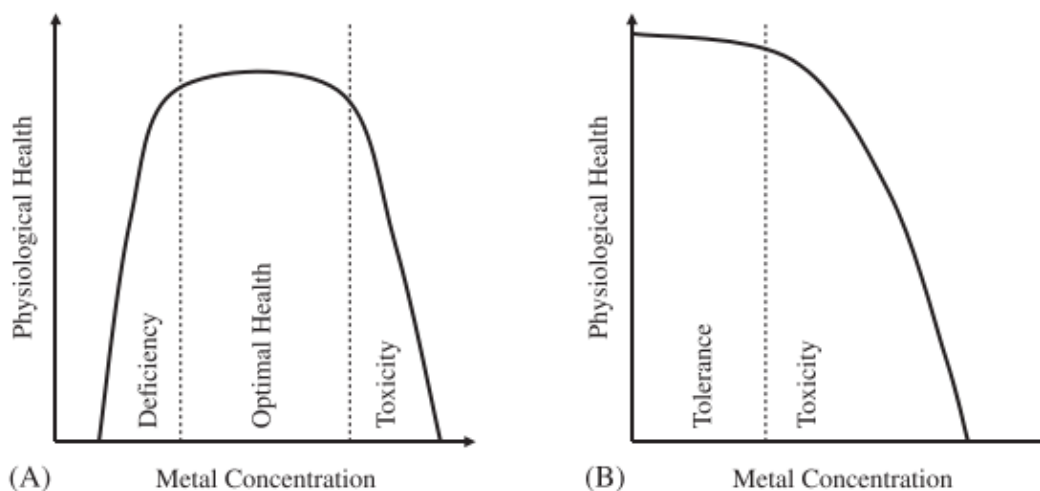 Physiological Health
Deficiency
Optimal Health
Toxicity
(A)
Metal Concentration
Physiological Health
Tolerance
Toxicity
(B)
Metal Concentration